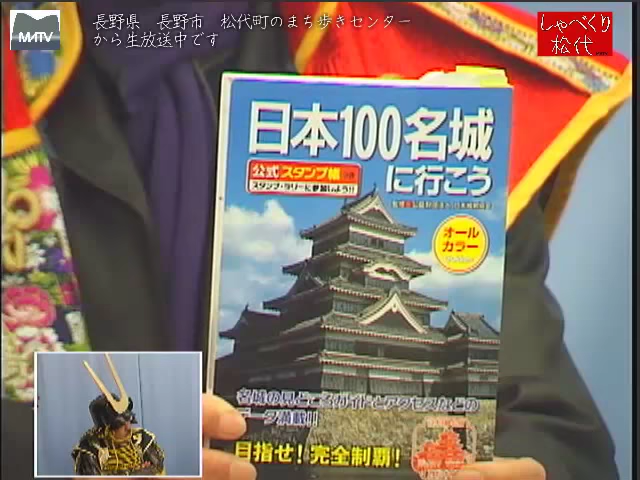 長野県　長野市　松代町のまち歩きセンター
から生放送中です
MATV
しゃべくり
松代
日本100名城
に行こう
公式スタンプ帳つき
スタンプ・ラリーに参加しよう!!
オール
カラー
名城の見どころガイドとアクセスなどの
データ満載!!
目指せ!完全制覇!